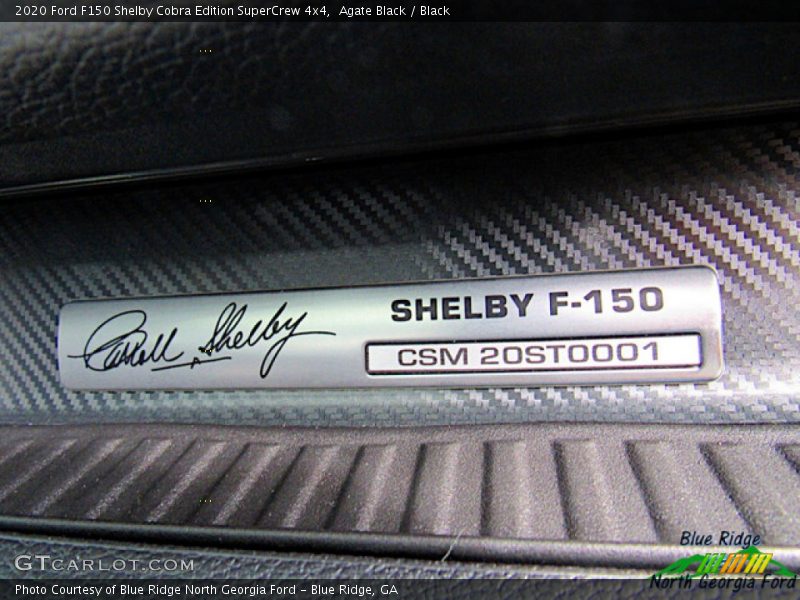 2020 Ford F150 Shelby Cobra Edition SuperCrew 4x4,  Agate Black / Black
Carroll Shelby
SHELBY F-150
CSM 20ST0001
GTCARLOT.COM
Blue Ridge
North Georgia Ford
Photo Courtesy of Blue Ridge North Georgia Ford – Blue Ridge, GA